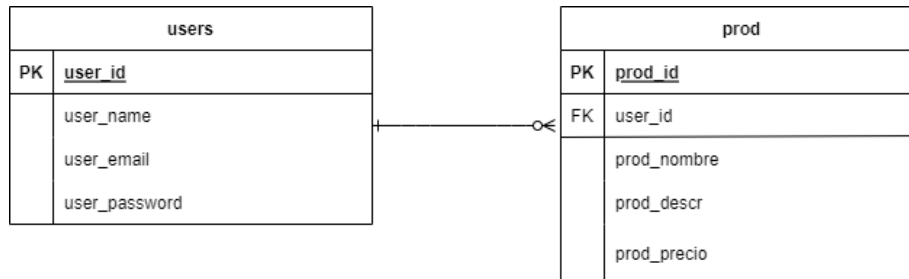 users
PK user_id
user_name
user_email
user_password
prod
PK prod_id
FK user_id
prod_nombre
prod_descr
prod_precio